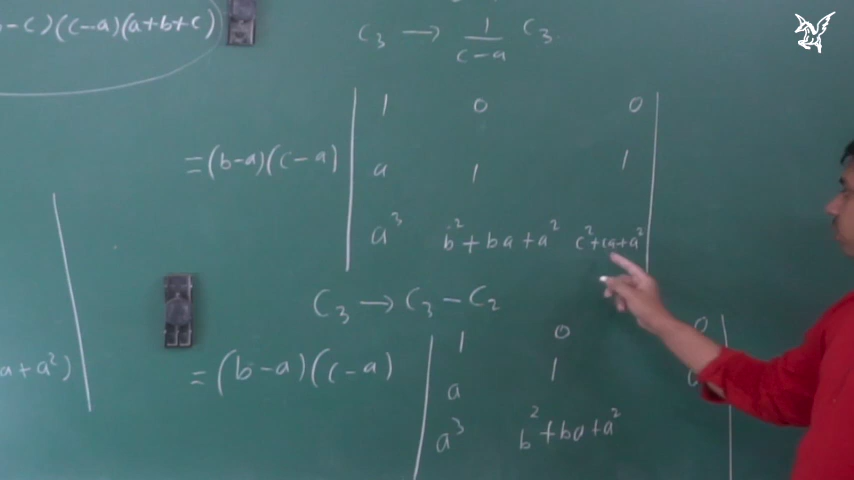 -c)(c-a)(a+b+c)
C₃ → 1/(c-a) C₃
1 0 0
=(b-a)(c-a) a 1 1
a³ b²+ba+a² c²+ca+a²
C₃ → C₃ - C₂
1 0 0
=(b-a)(c-a) a 1
a+a²)
a³ b²+ba+a²